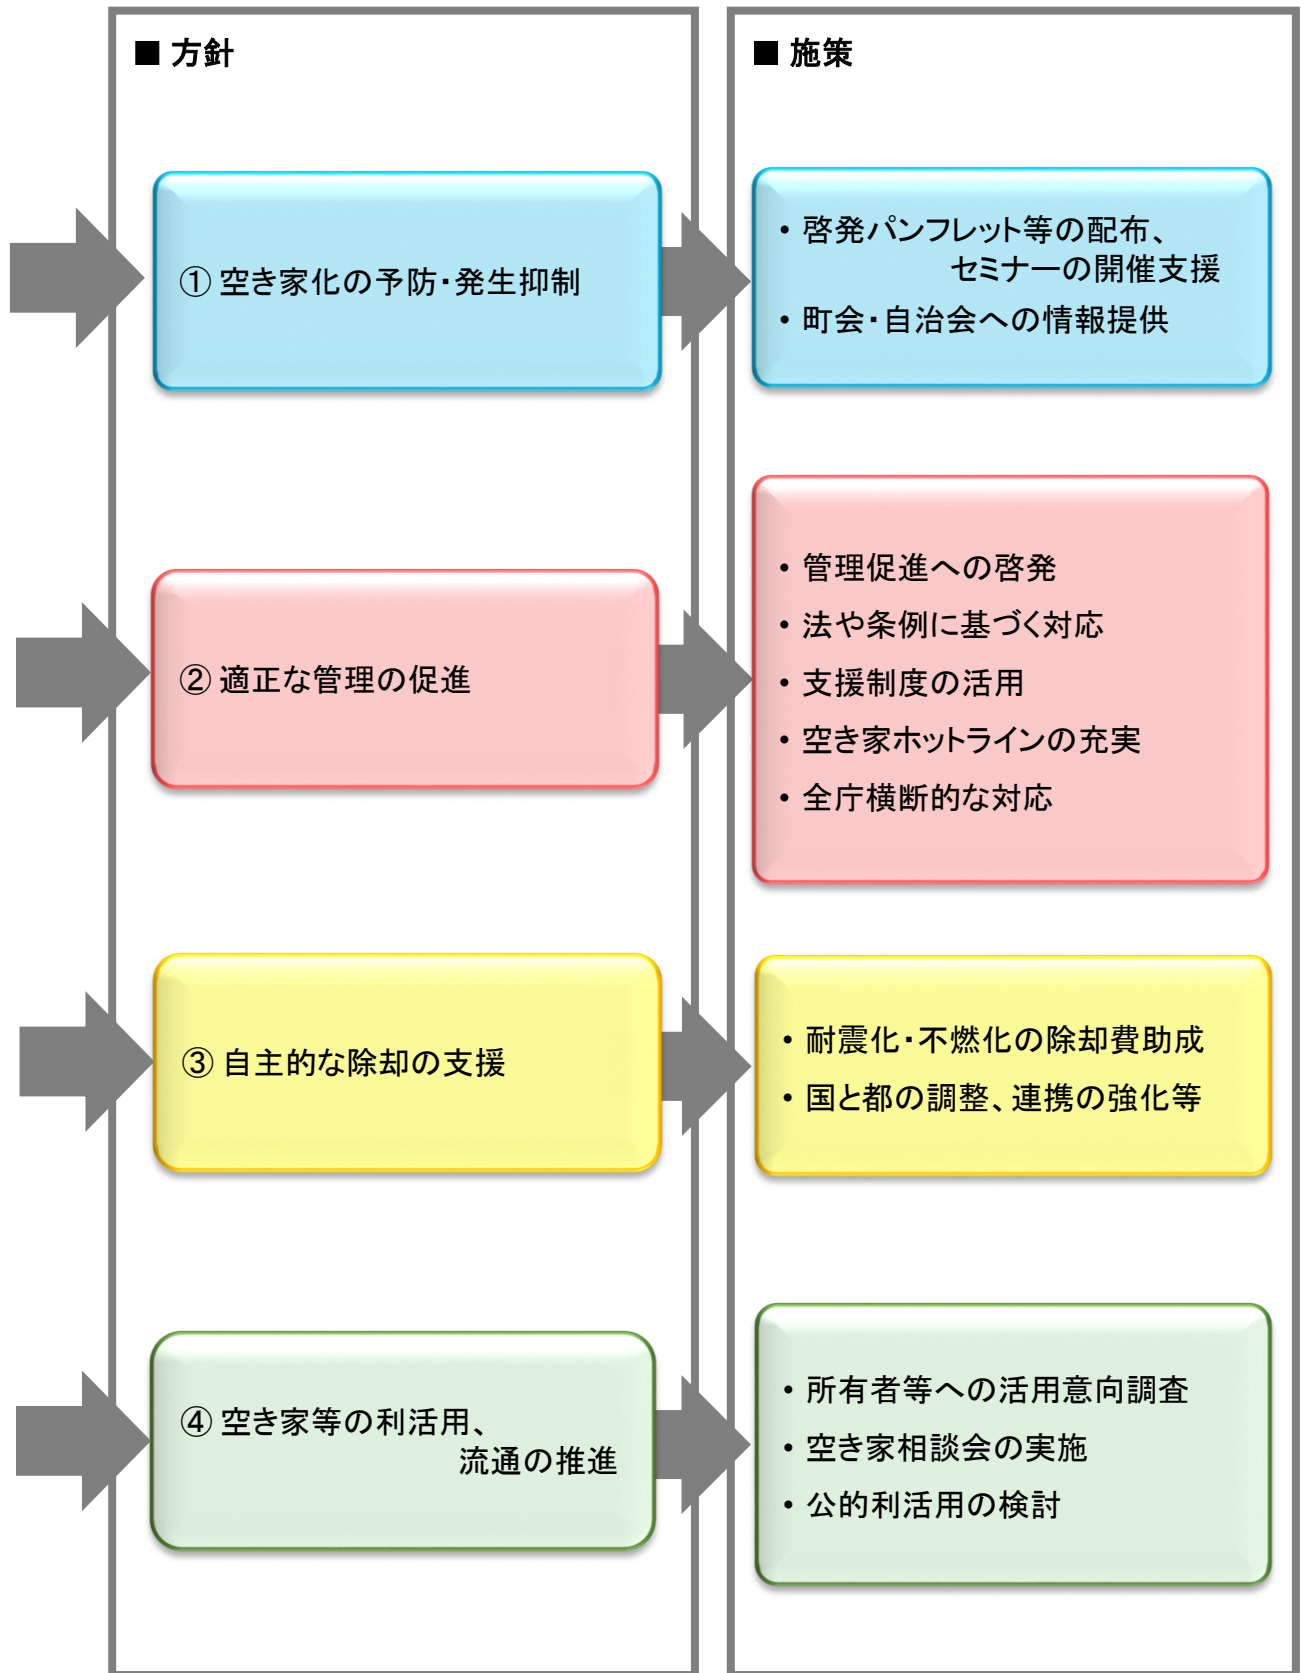 ■ 方針
① 空き家化の予防・発生抑制
② 適正な管理の促進
③ 自主的な除却の支援
④ 空き家等の利活用、
流通の推進
■ 施策
• 啓発パンフレット等の配布、
セミナーの開催支援
• 町会・自治会への情報提供
• 管理促進への啓発
• 法や条例に基づく対応
• 支援制度の活用
• 空き家ホットラインの充実
• 全庁横断的な対応
• 耐震化・不燃化の除却費助成
• 国と都の調整、連携の強化等
• 所有者等への活用意向調査
• 空き家相談会の実施
• 公的利活用の検討